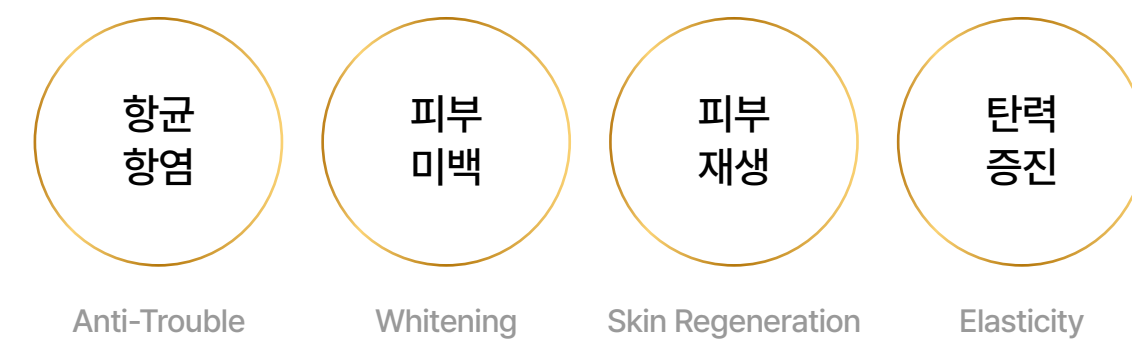 항균
항염
Anti-Trouble
피부
미백
Whitening
피부
재생
Skin Regeneration
탄력
증진
Elasticity